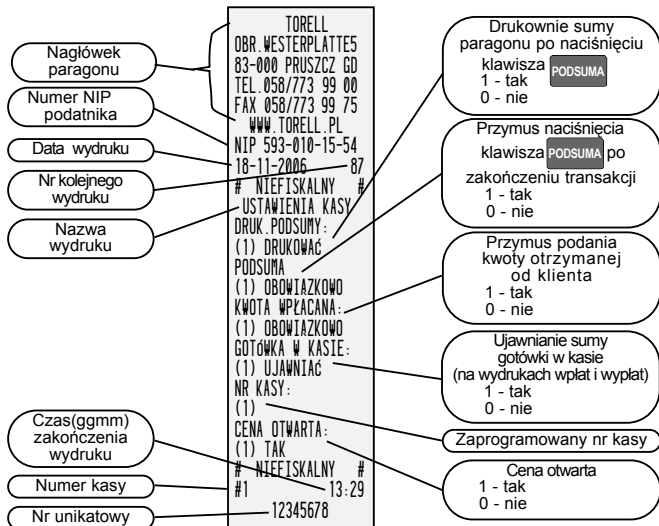 Nagłówek
paragonu
Numer NIP
podatnika
Data wydruku
Nr kolejnego
wydruku
Nazwa
wydruku
Czas(ggmm)
zakończenia
wydruku
Numer kasy
Nr unikatowy
TORELL
OBR.WESTERPLATTE5
83-000 PRUSZCZ GD
TEL.058/773 99 00
FAX 058/773 99 75
WWW.TORELL.PL
NIP 593-010-15-54
18-11-2006 87
# NIEFISKALNY #
USTAWIENIA KASY
DRUK.PODSUMY:
(1) DRUKOWAĆ
PODSUMA
(1) OBOWIĄZKOWO
KWOTA WPŁACANA:
(1) OBOWIĄZKOWO
GOTÓWKA W KASIE:
(1) UJAWNIAĆ
NR KASY:
(1)
CENA OTWARTA:
(1) TAK
# NIEFISKALNY #
#1 13:29
12345678
Drukownie sumy
paragonu po naciśnięciu
klawisza PODSUMA
1 - tak
0 - nie
Przymus naciśnięcia
klawisza PODSUMA po
zakończeniu transakcji
1 - tak
0 - nie
Przymus podania
kwoty otrzymanej
od klienta
1 - tak
0 - nie
Ujawnianie sumy
gotówki w kasie
(na wydrukach wpłat i wypłat)
1 - tak
0 - nie
Zaprogramowany nr kasy
Cena otwarta
1 - tak
0 - nie